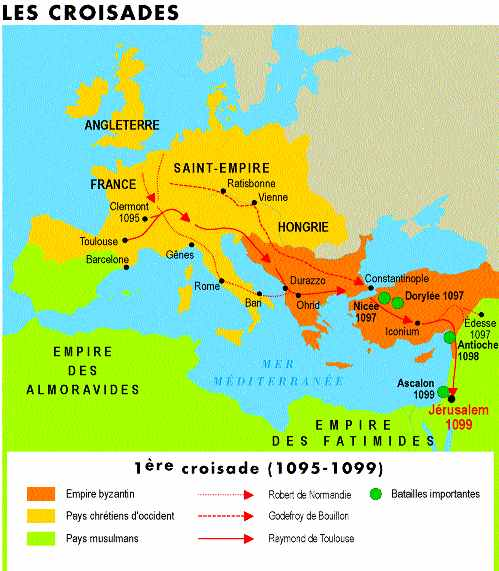 LES CROISADES
ANGLETERRE
SAINT-EMPIRE
FRANCE
Ratisbonne
Clermont
1095
Vienne
HONGRIE
Toulouse
Barcelone
Gênes
Durazzo
Constantinople
Rome
Bari
Ohrid
Nicée
1097
Dorylée 1097
Iconium
Édesse
1097
Antioche
1098
EMPIRE
DES
ALMORAVIDES
MER
MÉDITERRANÉE
Ascalon
1099
Jérusalem
1099
EMPIRE
DES FATIMIDES
1ère croisade (1095-1099)
Empire byzantin
Robert de Normandie
Batailles importantes
Pays chrétiens d'occident
Godefroy de Bouillon
Pays musulmans
Raymond de Toulouse